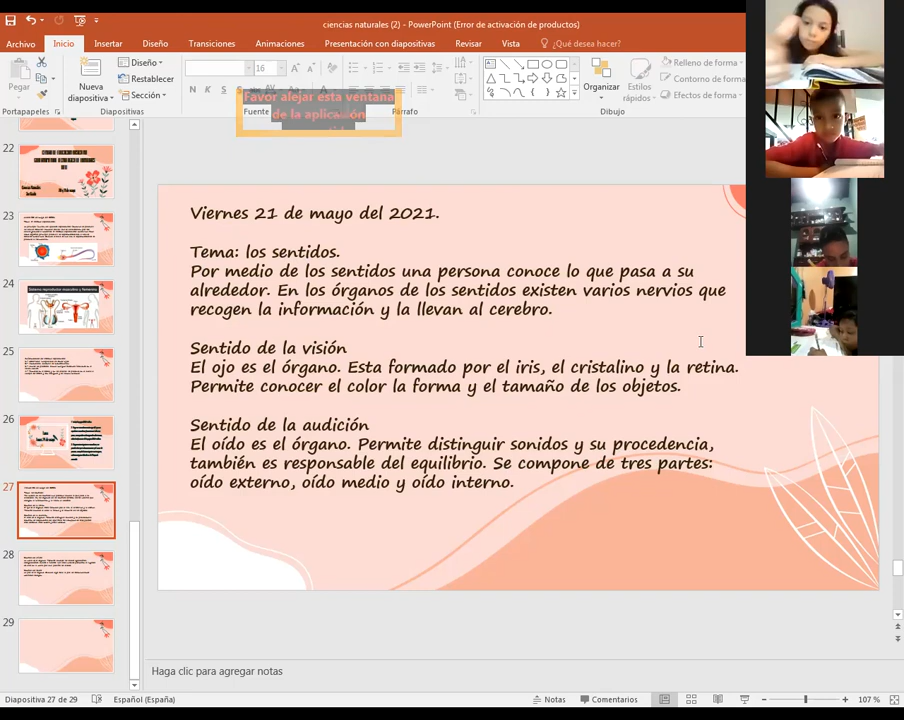 ciencias naturales (2) - PowerPoint (Error de activación de productos)
Archivo Inicio Insertar Diseño Transiciones Animaciones Presentación con diapositivas Revisar Vista ¿Qué desea hacer?
Pegar
Nueva diapositiva
Diseño
Restablecer
Sección
16
N K S
Organizar
Relleno de forma
Contorno de forma
Efectos de forma
Diapositivas Fuente Párrafo Dibujo
Favor alejar esta ventana
de la aplicación
22
23
24
25
26
27
28
29
Sistema reproductor masculino y femenino
Viernes 21 de mayo del 2021.
Tema: los sentidos.
Por medio de los sentidos una persona conoce lo que pasa a su
alrededor. En los órganos de los sentidos existen varios nervios que
recogen la información y la llevan al cerebro.
Sentido de la visión
El ojo es el órgano. Esta formado por el iris, el cristalino y la retina.
Permite conocer el color la forma y el tamaño de los objetos.
Sentido de la audición
El oído es el órgano. Permite distinguir sonidos y su procedencia,
también es responsable del equilibrio. Se compone de tres partes:
oído externo, oído medio y oído interno.
Haga clic para agregar notas
Diapositiva 27 de 29 Español (España) Notas Comentarios 107 %